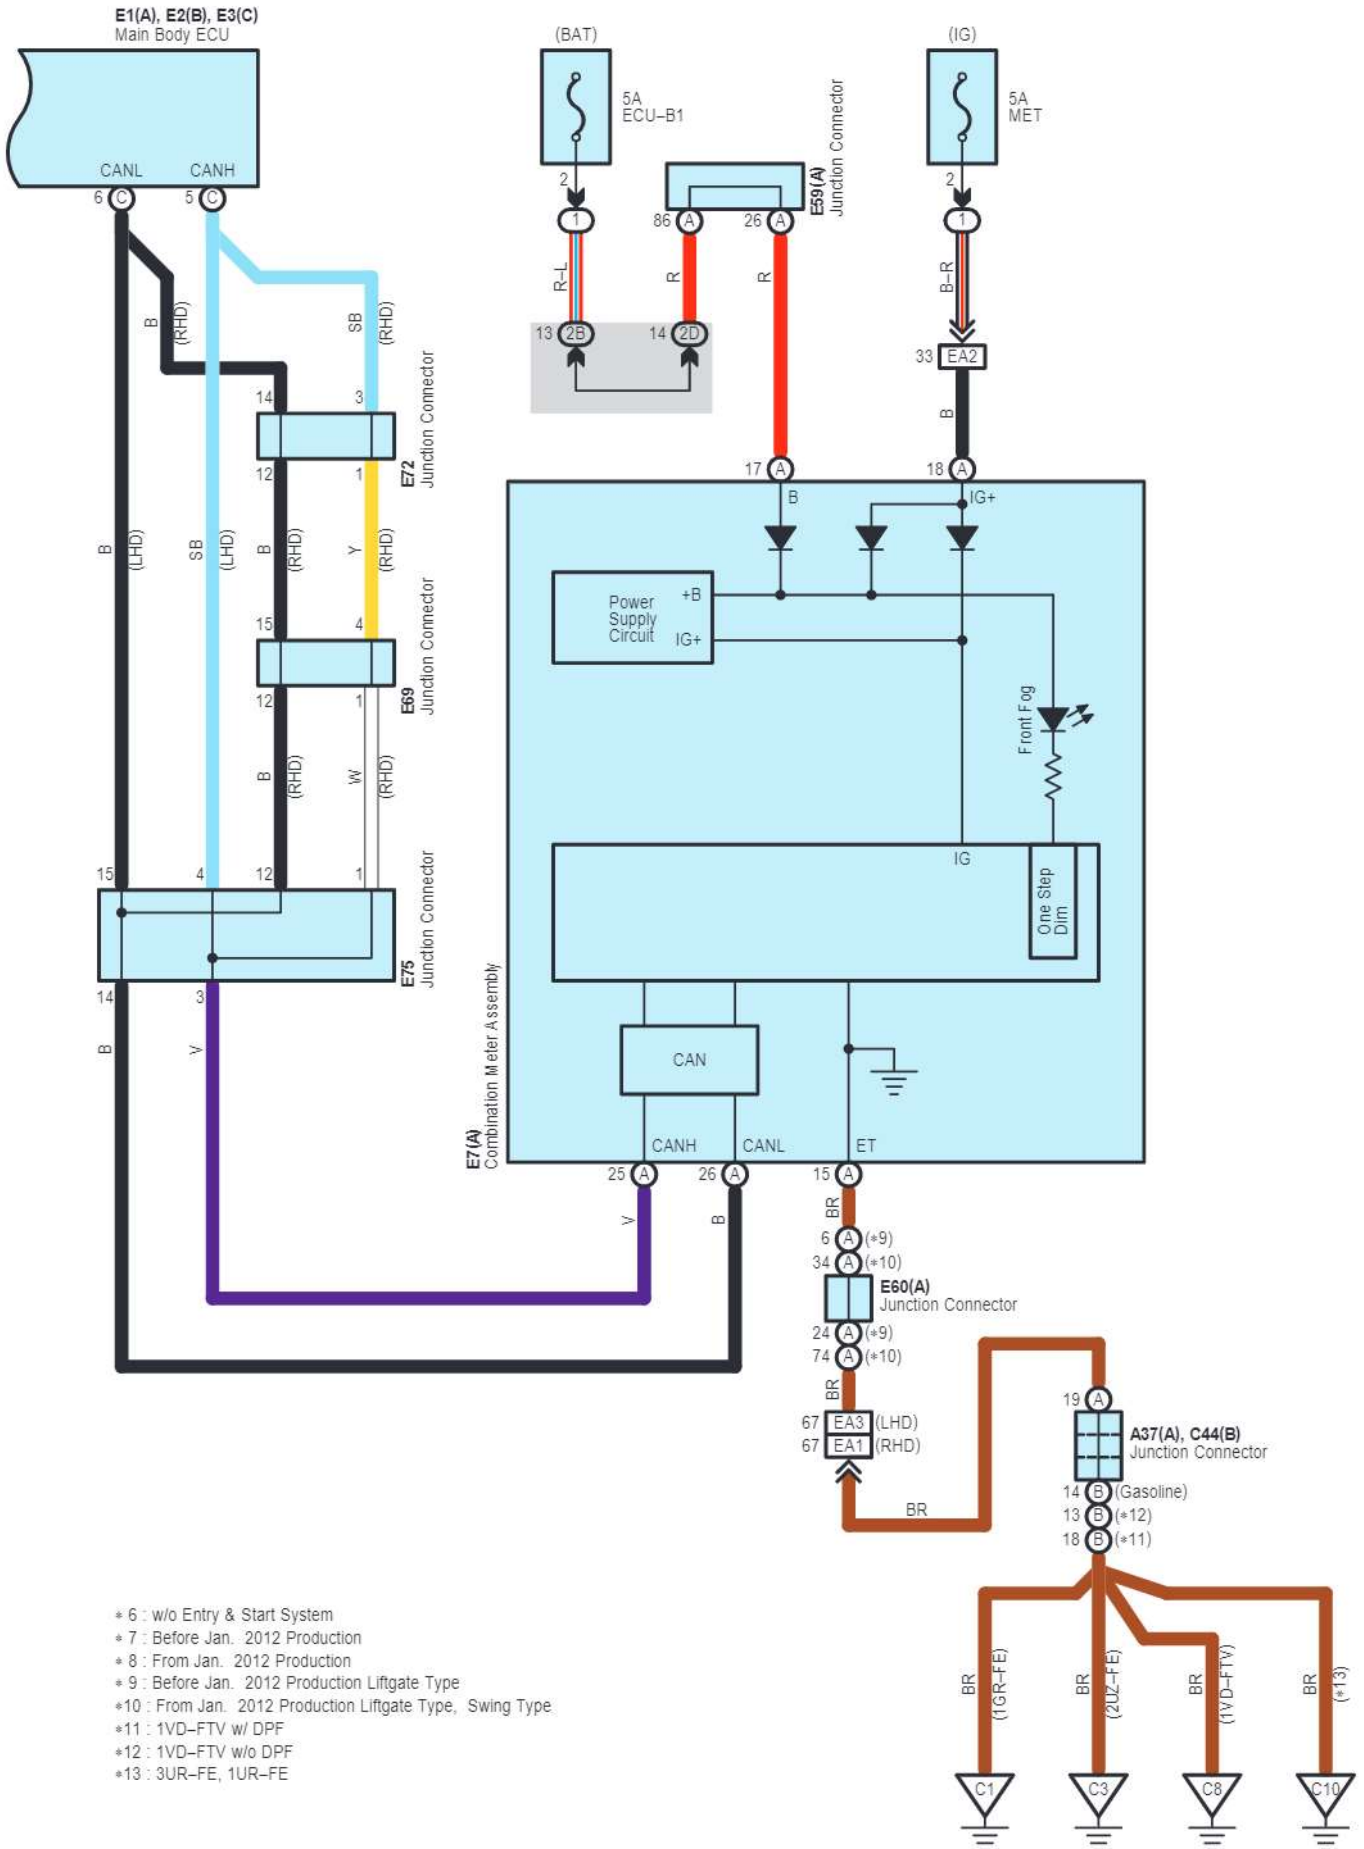 E1(A), E2(B), E3(C)
Main Body ECU
CANL
CANH
6 C
5 C
(BAT)
5A
ECU–B1
2
1
R–L
13 2B
14 2D
86 A
26 A
R
R
E59(A)
Junction Connector
(IG)
5A
MET
2
1
B–R
33 EA2
B
B
(RHD)
SB
(RHD)
14
3
12
1
E72
Junction Connector
B
(LHD)
SB
(LHD)
B
(RHD)
Y
(RHD)
15
4
12
1
E69
Junction Connector
B
(RHD)
W
(RHD)
15
4
12
1
E75
Junction Connector
14
3
B
V
17 A
18 A
B
IG+
Power
Supply
Circuit
+B
IG+
Front Fog
IG
One Step
Dim
CAN
E7(A)
Combination Meter Assembly
CANH
CANL
ET
25 A
26 A
15 A
V
B
BR
6 A (∗9)
34 A (∗10)
E60(A)
Junction Connector
24 A (∗9)
74 A (∗10)
BR
67 EA3 (LHD)
67 EA1 (RHD)
BR
19 A
A37(A), C44(B)
Junction Connector
14 B (Gasoline)
13 B (∗12)
18 B (∗11)
BR
(1GR–FE)
BR
(2UZ–FE)
BR
(1VD–FTV)
BR
(∗13)
C1
C3
C8
C10
∗ 6 : w/o Entry & Start System
∗ 7 : Before Jan. 2012 Production
∗ 8 : From Jan. 2012 Production
∗ 9 : Before Jan. 2012 Production Liftgate Type
∗10 : From Jan. 2012 Production Liftgate Type, Swing Type
∗11 : 1VD–FTV w/ DPF
∗12 : 1VD–FTV w/o DPF
∗13 : 3UR–FE, 1UR–FE